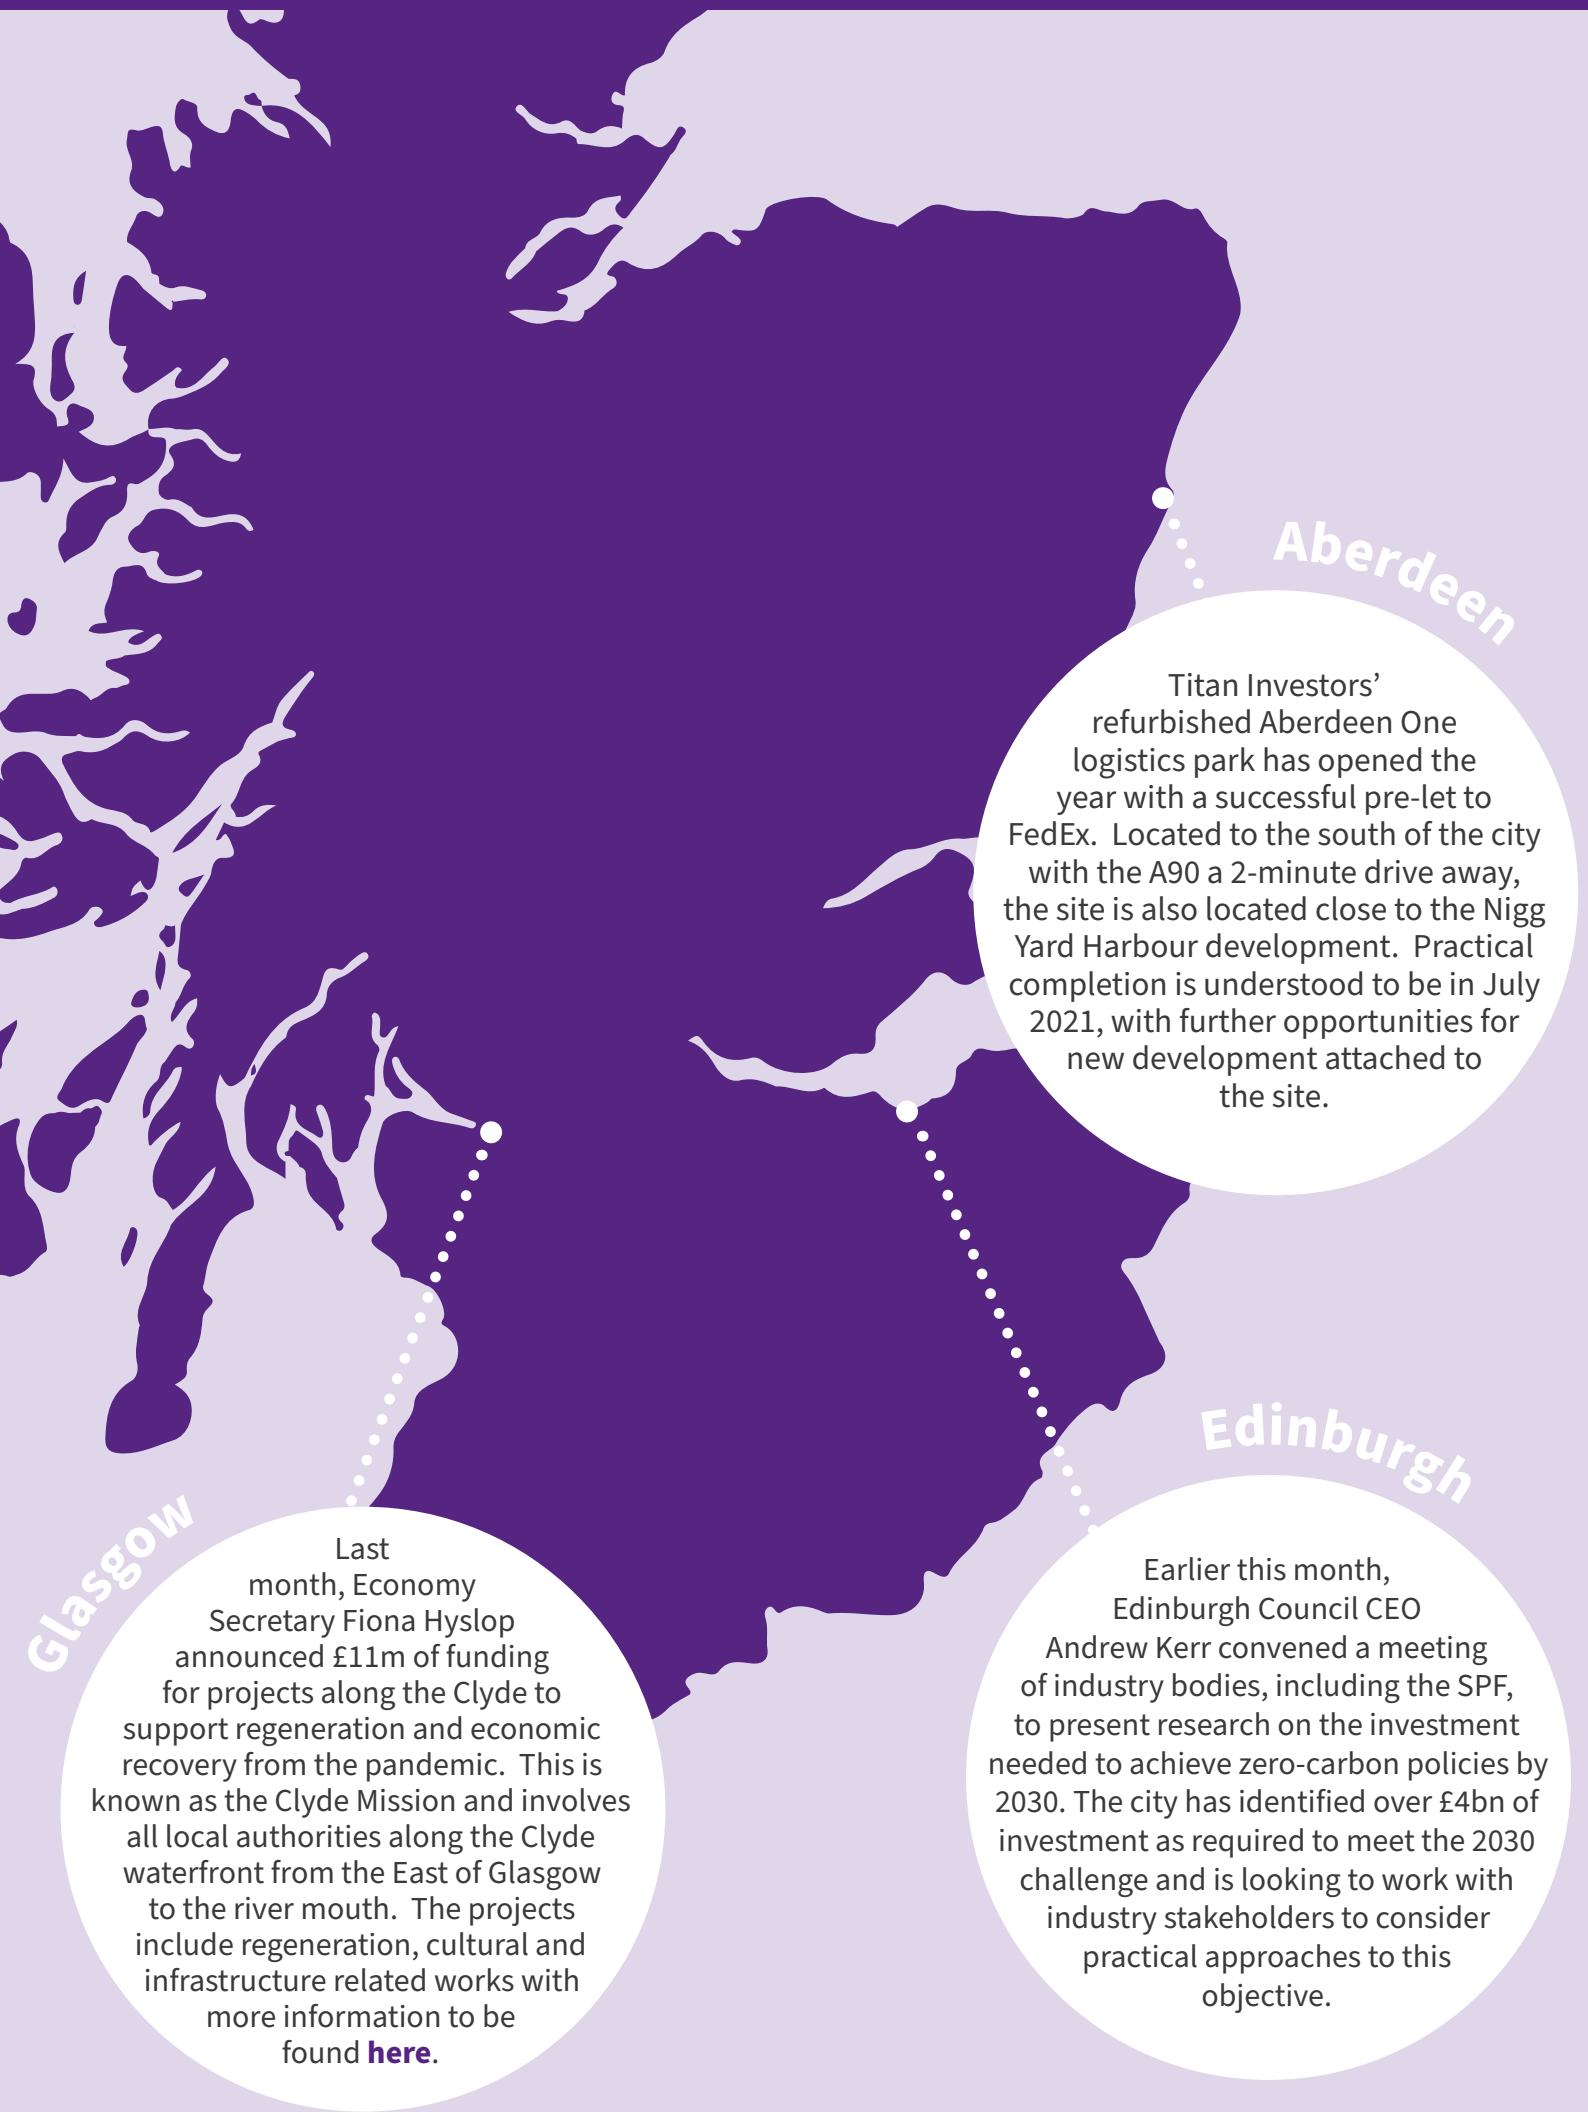 Aberdeen
Titan Investors’
refurbished Aberdeen One
logistics park has opened the
year with a successful pre-let to
FedEx.  Located to the south of the city
with the A90 a 2-minute drive away,
the site is also located close to the Nigg
Yard Harbour development.  Practical
completion is understood to be in July
2021, with further opportunities for
new development attached to
the site.
Glasgow
Last
month, Economy
Secretary Fiona Hyslop
announced £11m of funding
for projects along the Clyde to
support regeneration and economic
recovery from the pandemic.  This is
known as the Clyde Mission and involves
all local authorities along the Clyde
waterfront from the East of Glasgow
to the river mouth.  The projects
include regeneration, cultural and
infrastructure related works with
more information to be
found here.
Edinburgh
Earlier this month,
Edinburgh Council CEO
Andrew Kerr convened a meeting
of industry bodies, including the SPF,
to present research on the investment
needed to achieve zero-carbon policies by
2030. The city has identified over £4bn of
investment as required to meet the 2030
challenge and is looking to work with
industry stakeholders to consider
practical approaches to this
objective.